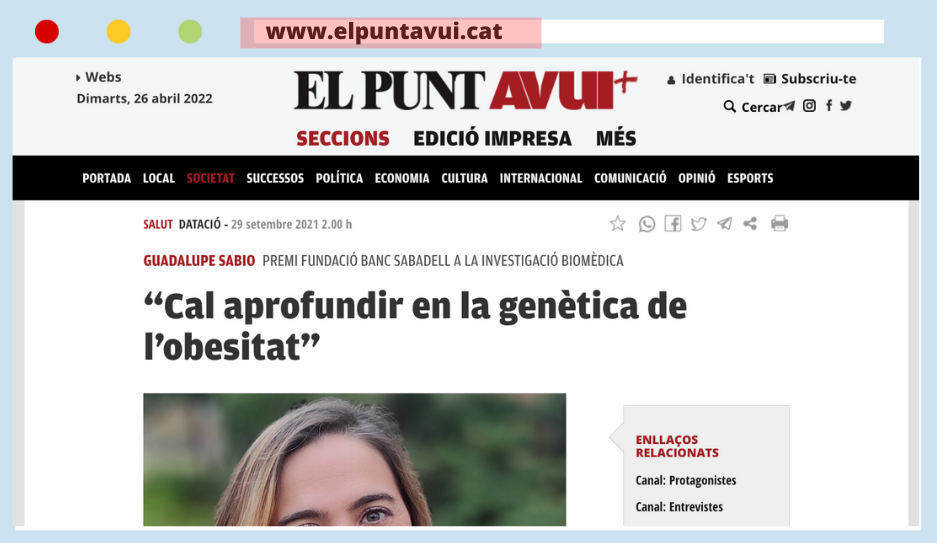 www.elpuntavui.cat
Webs
Dimarts, 26 abril 2022
EL PUNT AVUI+
Identifica't Subscriu-te
Cercar
SECCIONS EDICIÓ IMPRESA MÉS
PORTADA LOCAL SOCIETAT SUCCESSOS POLÍTICA ECONOMIA CULTURA INTERNACIONAL COMUNICACIÓ OPINIÓ ESPORTS
SALUT DATACIÓ - 29 setembre 2021 2.00 h
GUADALUPE SABIO PREMI FUNDACIÓ BANC SABADELL A LA INVESTIGACIÓ BIOMÈDICA
“Cal aprofundir en la genètica de
l’obesitat”
ENLLAÇOS
RELACIONATS
Canal: Protagonistes
Canal: Entrevistes